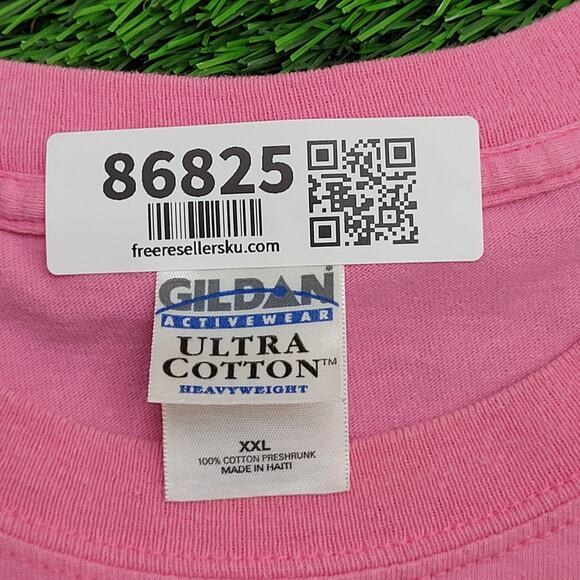 86825
freeresellersku.com
GILDAN
ACTIVEWEAR
ULTRA
COTTON™
HEAVYWEIGHT
XXL
100% COTTON PRESHRUNK
MADE IN HAITI